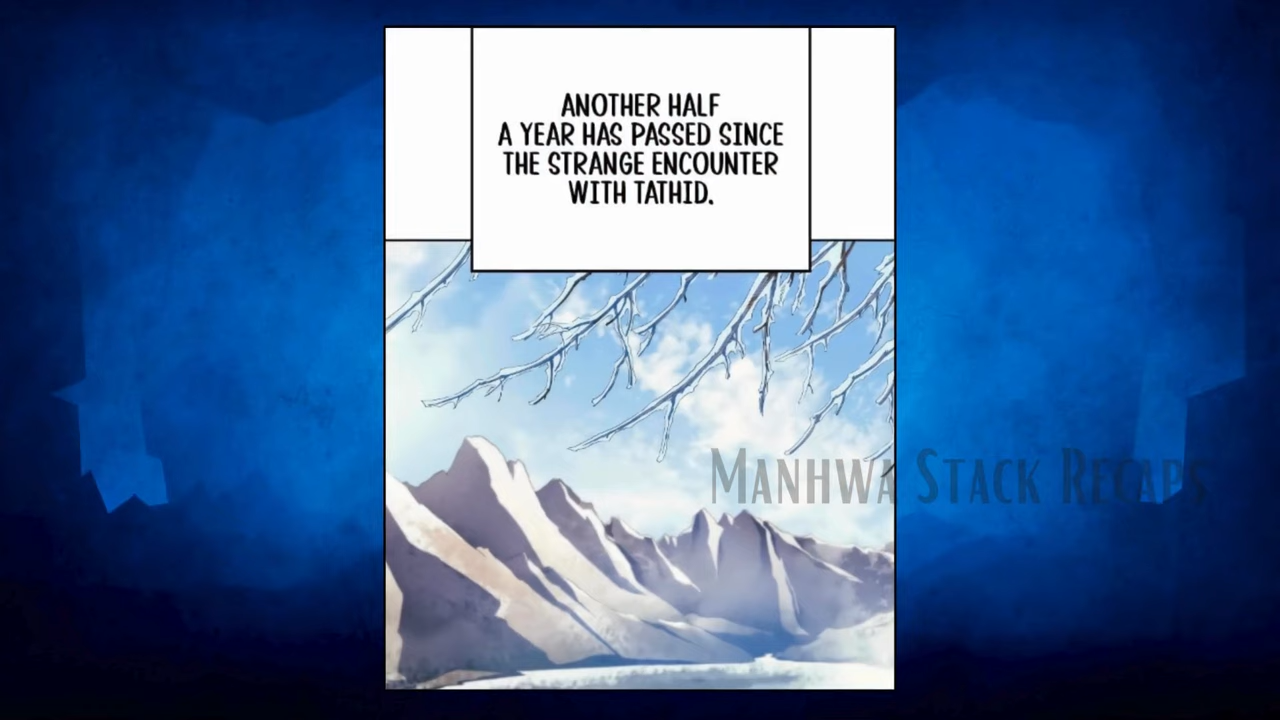 ANOTHER HALF
A YEAR HAS PASSED SINCE
THE STRANGE ENCOUNTER
WITH TATHID.
MANHWA STACK RECAPS